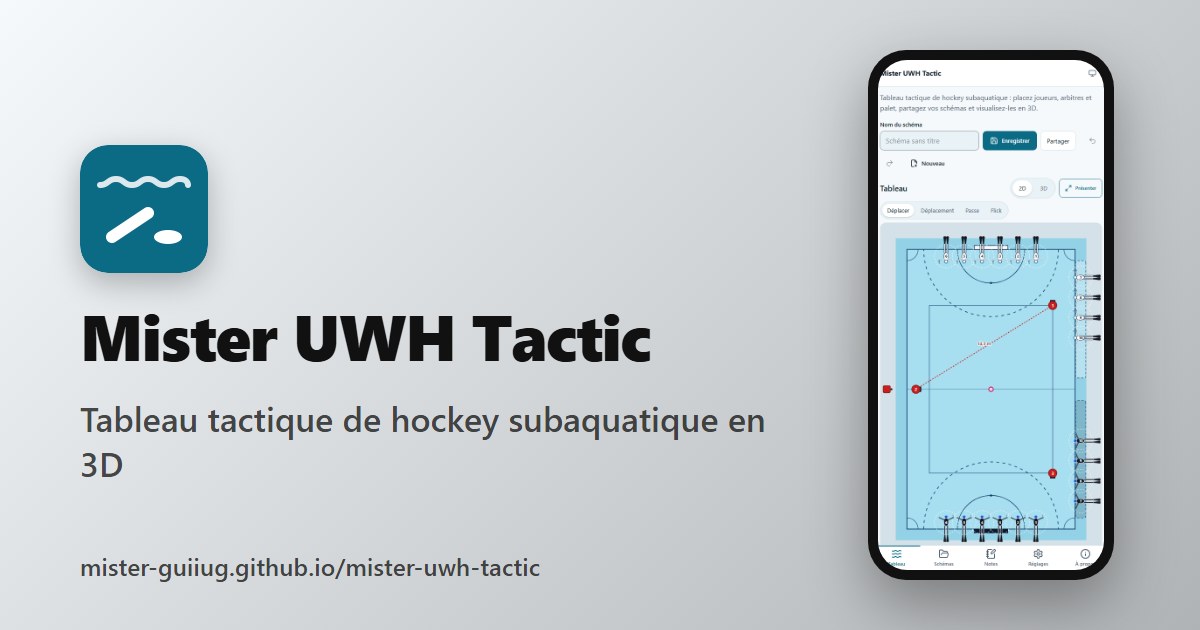 Mister UWH Tactic
Tableau tactique de hockey subaquatique en
3D
mister-guiiug.github.io/mister-uwh-tactic
Mister UWH Tactic
Tableau tactique de hockey subaquatique : placez joueurs, arbitres et
palet, partagez vos schémas et visualisez-les en 3D.
Nom du schéma
Schéma sans titre
Enregistrer
Partager
Nouveau
Tableau
2D
3D
Présenter
Déplacer
Déplacement
Passe
Flick
Tableau
Schémas
Notes
Réglages